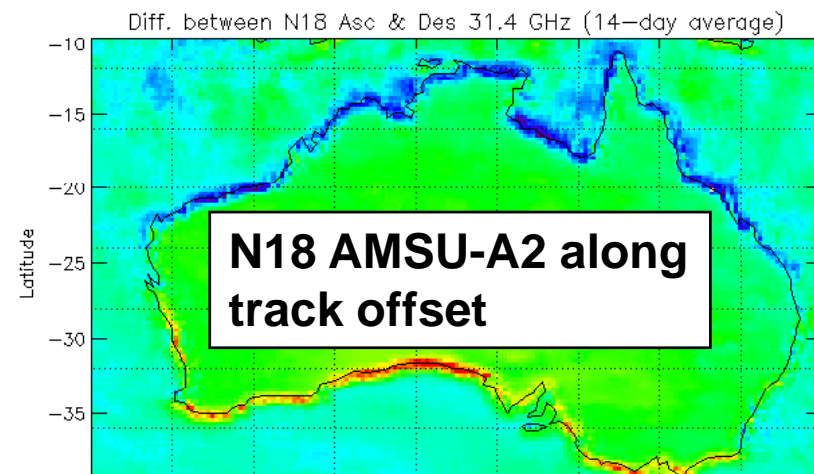 Diff. between N18 Asc & Des 31.4 GHz (14−day average)
−10
−15
−20
−25
−30
−35
Latitude
N18 AMSU-A2 along
track offset